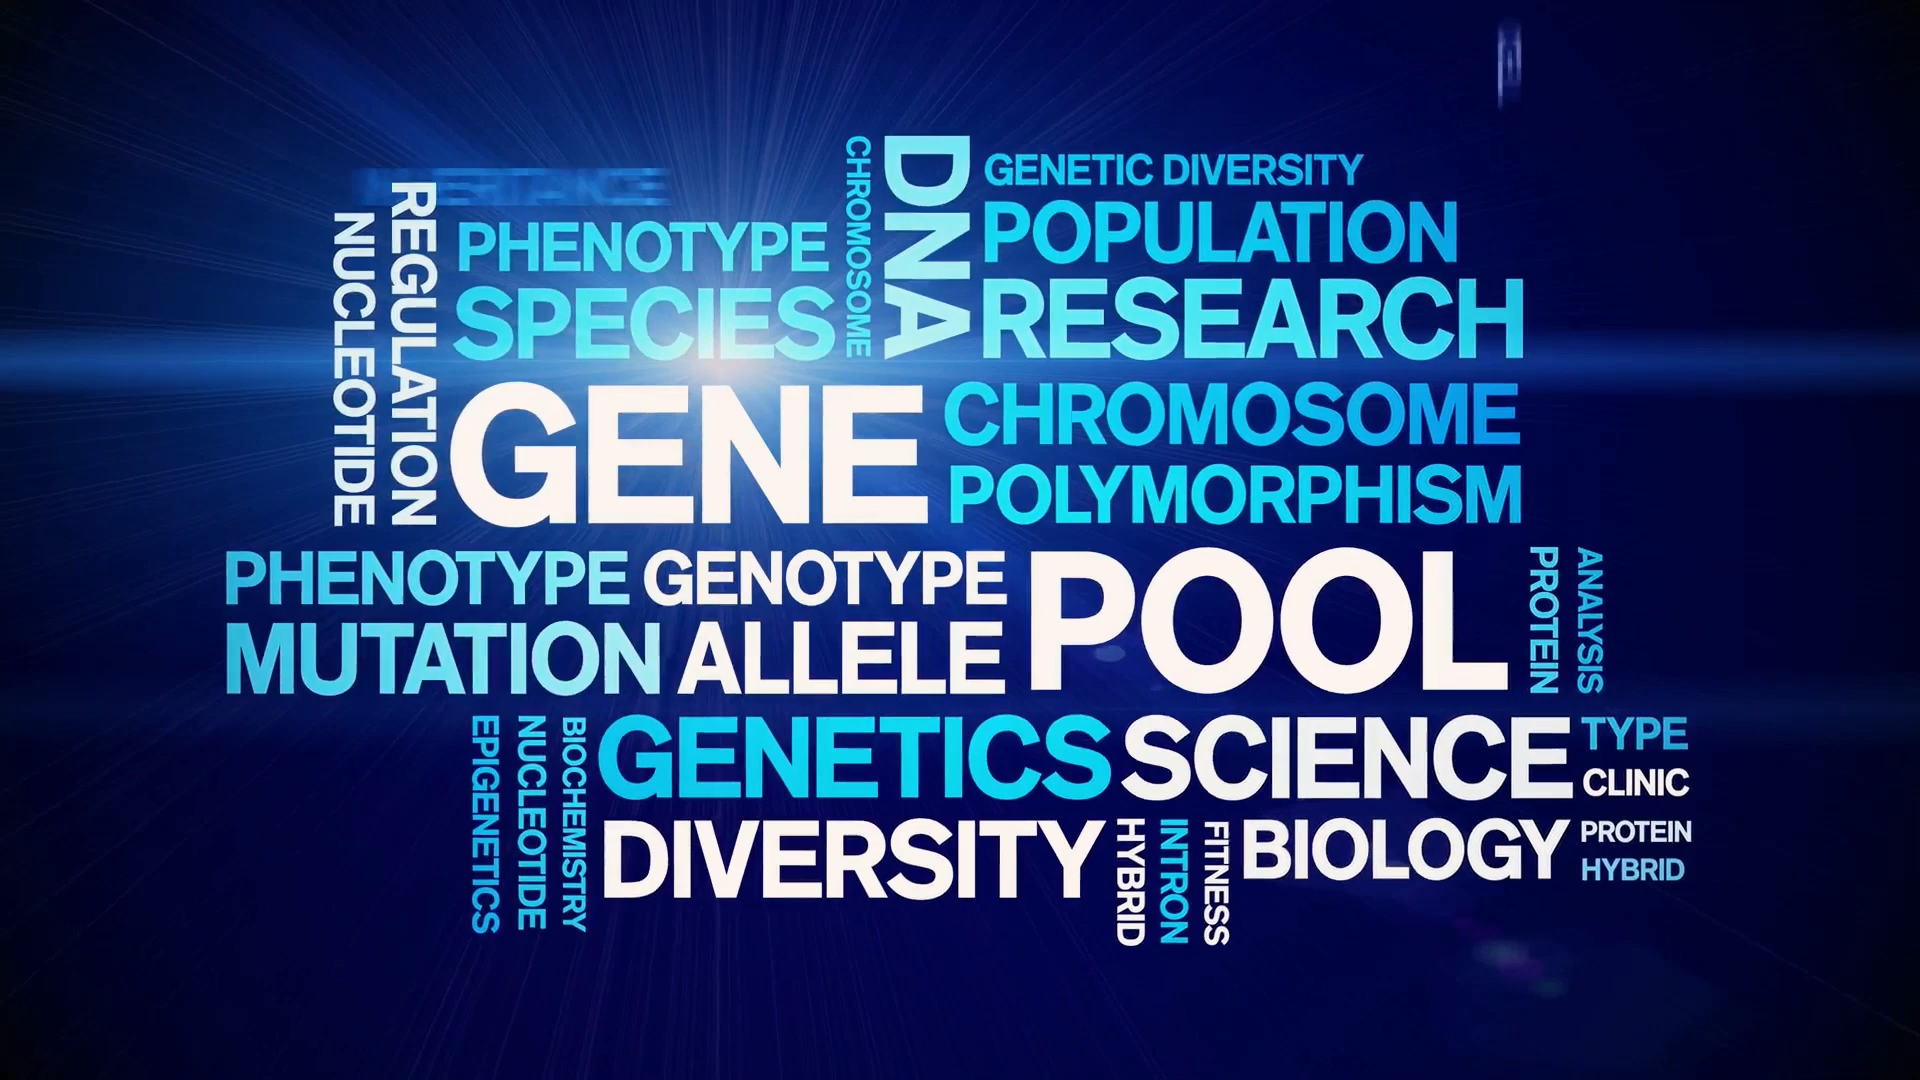 GENETIC DIVERSITY
DNA
CHROMOSOME
POPULATION
REGULATION
NUCLEOTIDE
PHENOTYPE
SPECIES
RESEARCH
GENE
CHROMOSOME
POLYMORPHISM
PHENOTYPE GENOTYPE
POOL
PROTEIN
ANALYSIS
MUTATION ALLELE
EPIGENETICS
NUCLEOTIDE
BIOCHEMISTRY
GENETICS SCIENCE
TYPE
CLINIC
DIVERSITY
HYBRID
INTRON
FITNESS
BIOLOGY
PROTEIN
HYBRID